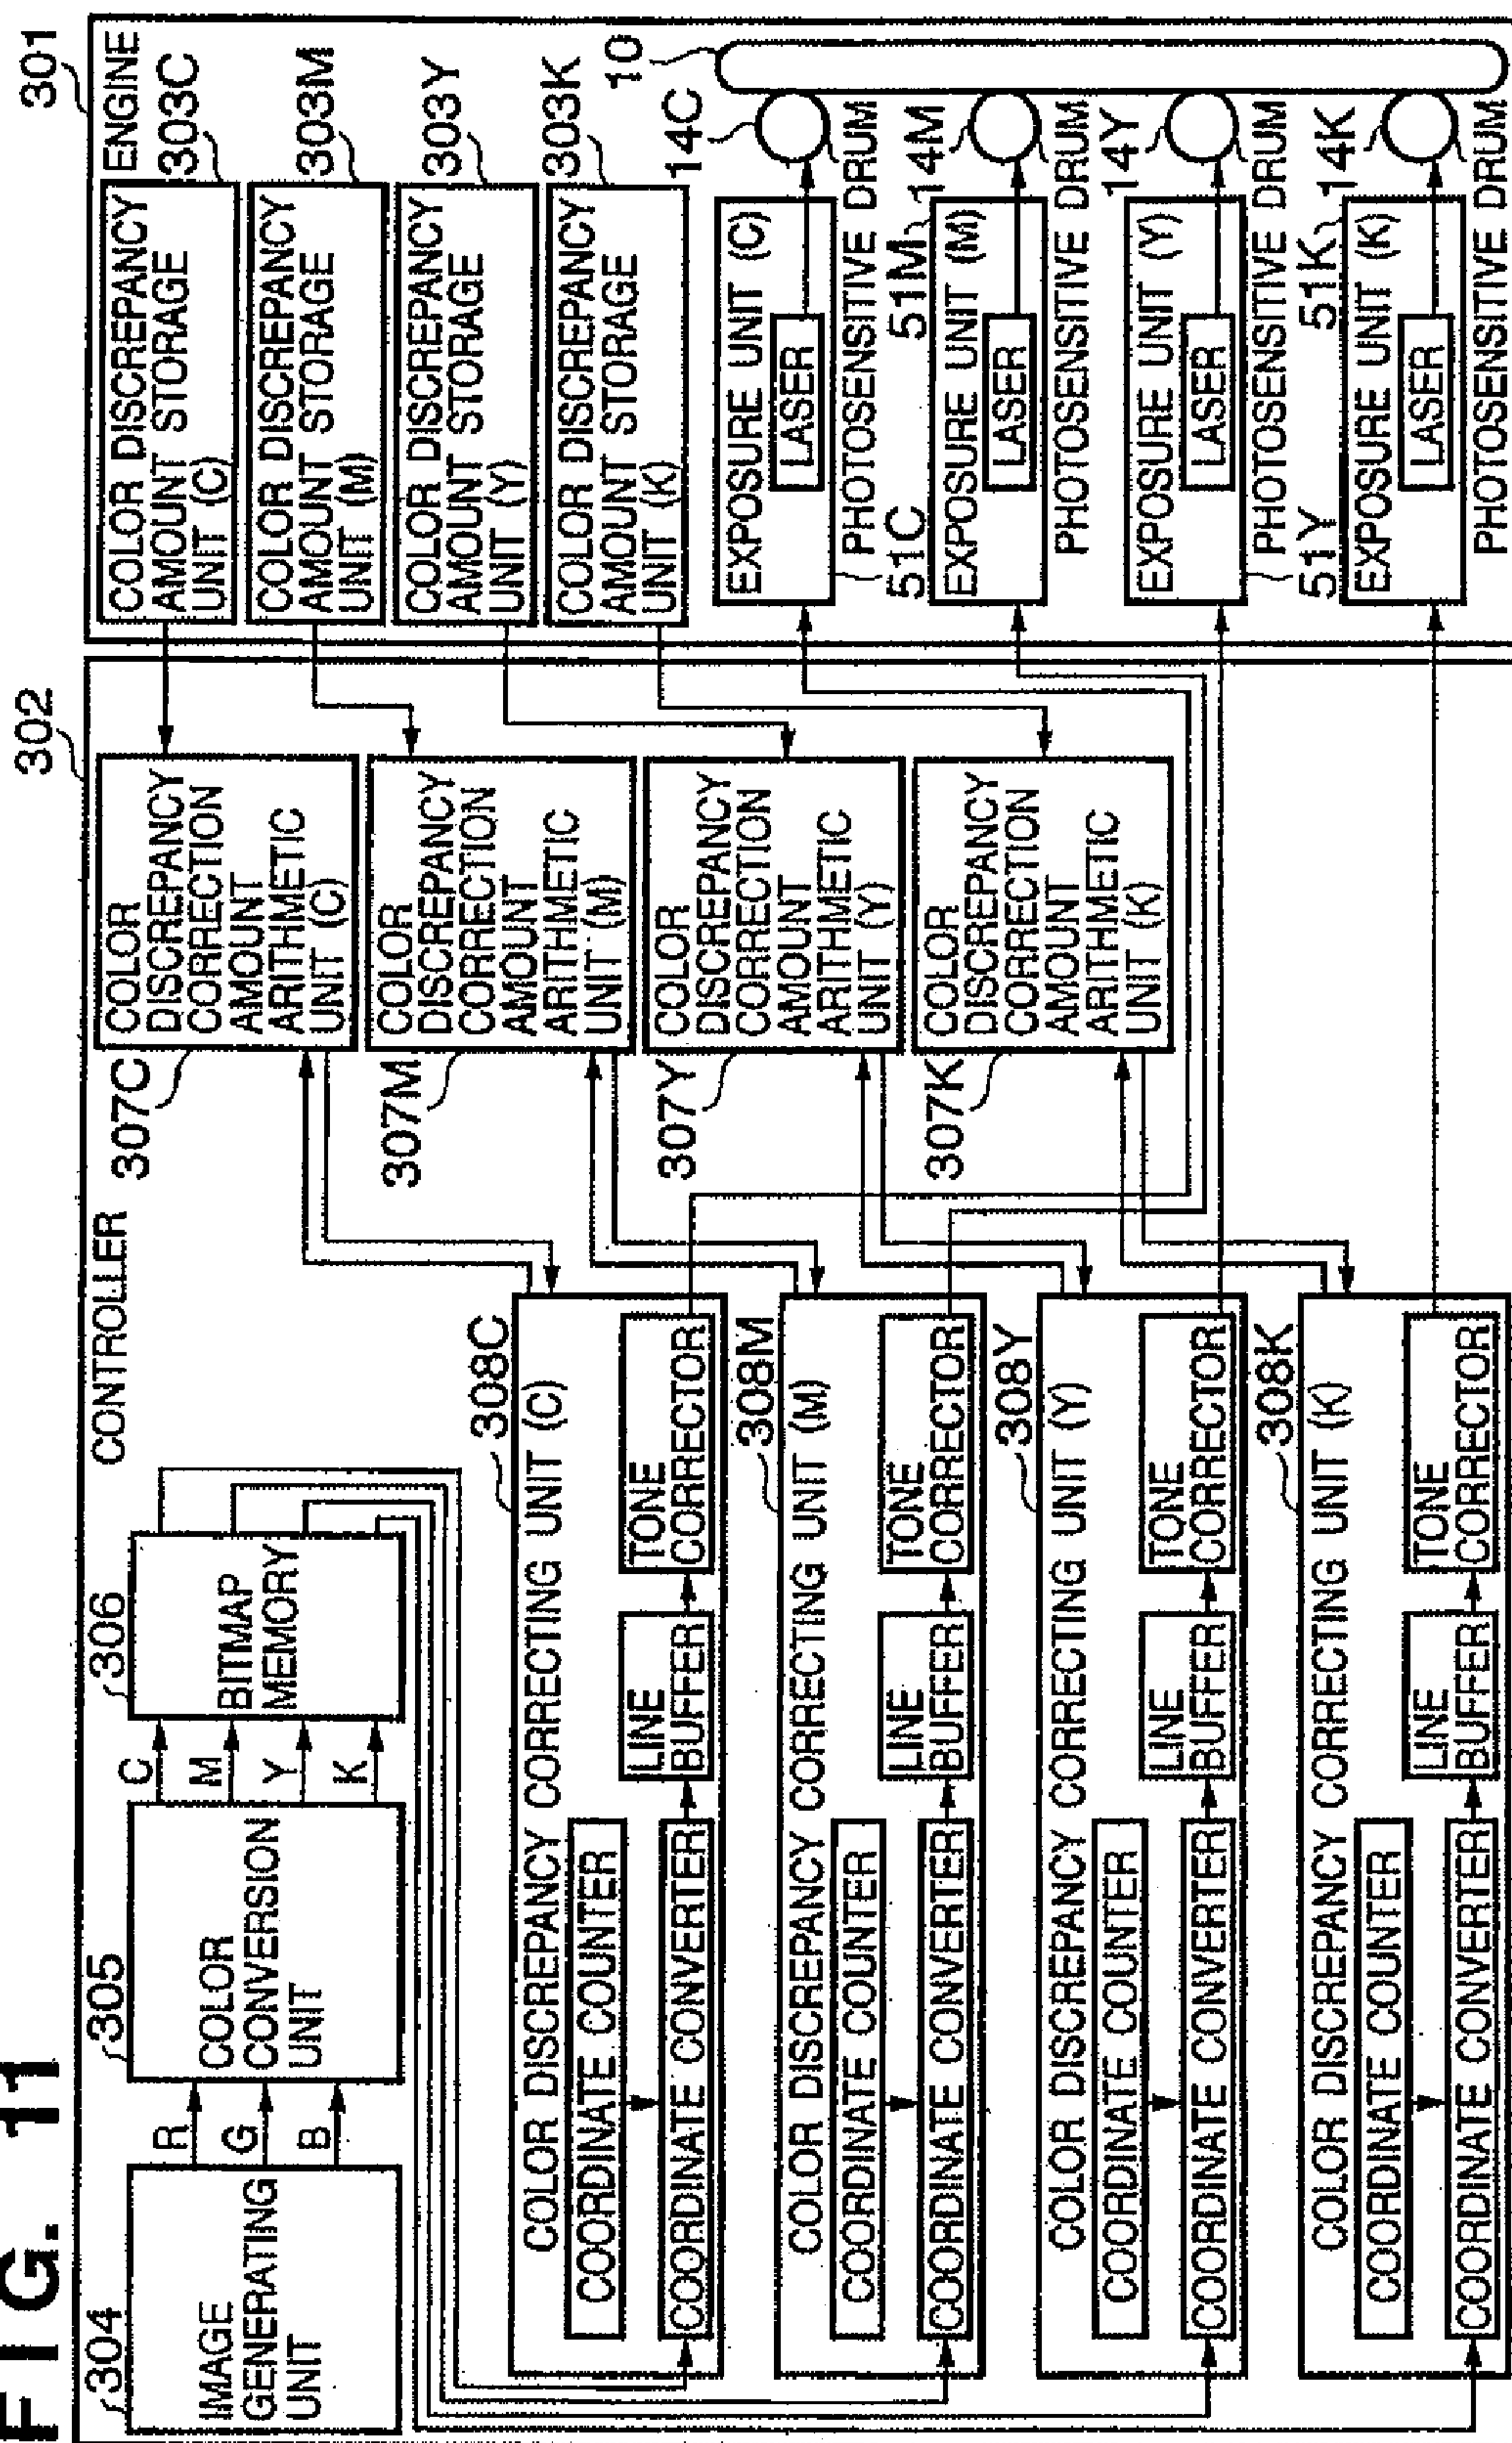 FIG. 11
302
CONTROLLER
304
IMAGE
GENERATING
UNIT
R
G
B
305
COLOR
CONVERSION
UNIT
C
M
Y
K
306
BITMAP
MEMORY
308C
COLOR DISCREPANCY CORRECTING UNIT (C)
COORDINATE COUNTER
COORDINATE CONVERTER
LINE
BUFFER
TONE
CORRECTOR
308M
COLOR DISCREPANCY CORRECTING UNIT (M)
COORDINATE COUNTER
COORDINATE CONVERTER
LINE
BUFFER
TONE
CORRECTOR
308Y
COLOR DISCREPANCY CORRECTING UNIT (Y)
COORDINATE COUNTER
COORDINATE CONVERTER
LINE
BUFFER
TONE
CORRECTOR
308K
COLOR DISCREPANCY CORRECTING UNIT (K)
COORDINATE COUNTER
COORDINATE CONVERTER
LINE
BUFFER
TONE
CORRECTOR
307C
COLOR
DISCREPANCY
CORRECTION
AMOUNT
ARITHMETIC
UNIT (C)
307M
COLOR
DISCREPANCY
CORRECTION
AMOUNT
ARITHMETIC
UNIT (M)
307Y
COLOR
DISCREPANCY
CORRECTION
AMOUNT
ARITHMETIC
UNIT (Y)
307K
COLOR
DISCREPANCY
CORRECTION
AMOUNT
ARITHMETIC
UNIT (K)
301
ENGINE
303C
COLOR DISCREPANCY
AMOUNT STORAGE
UNIT (C)
303M
COLOR DISCREPANCY
AMOUNT STORAGE
UNIT (M)
303Y
COLOR DISCREPANCY
AMOUNT STORAGE
UNIT (Y)
303K
COLOR DISCREPANCY
AMOUNT STORAGE
UNIT (K)
10
14C
EXPOSURE UNIT (C)
LASER
PHOTOSENSITIVE DRUM
51C
51M
14M
EXPOSURE UNIT (M)
LASER
PHOTOSENSITIVE DRUM
14Y
EXPOSURE UNIT (Y)
LASER
PHOTOSENSITIVE DRUM
51Y
51K
14K
EXPOSURE UNIT (K)
LASER
PHOTOSENSITIVE DRUM